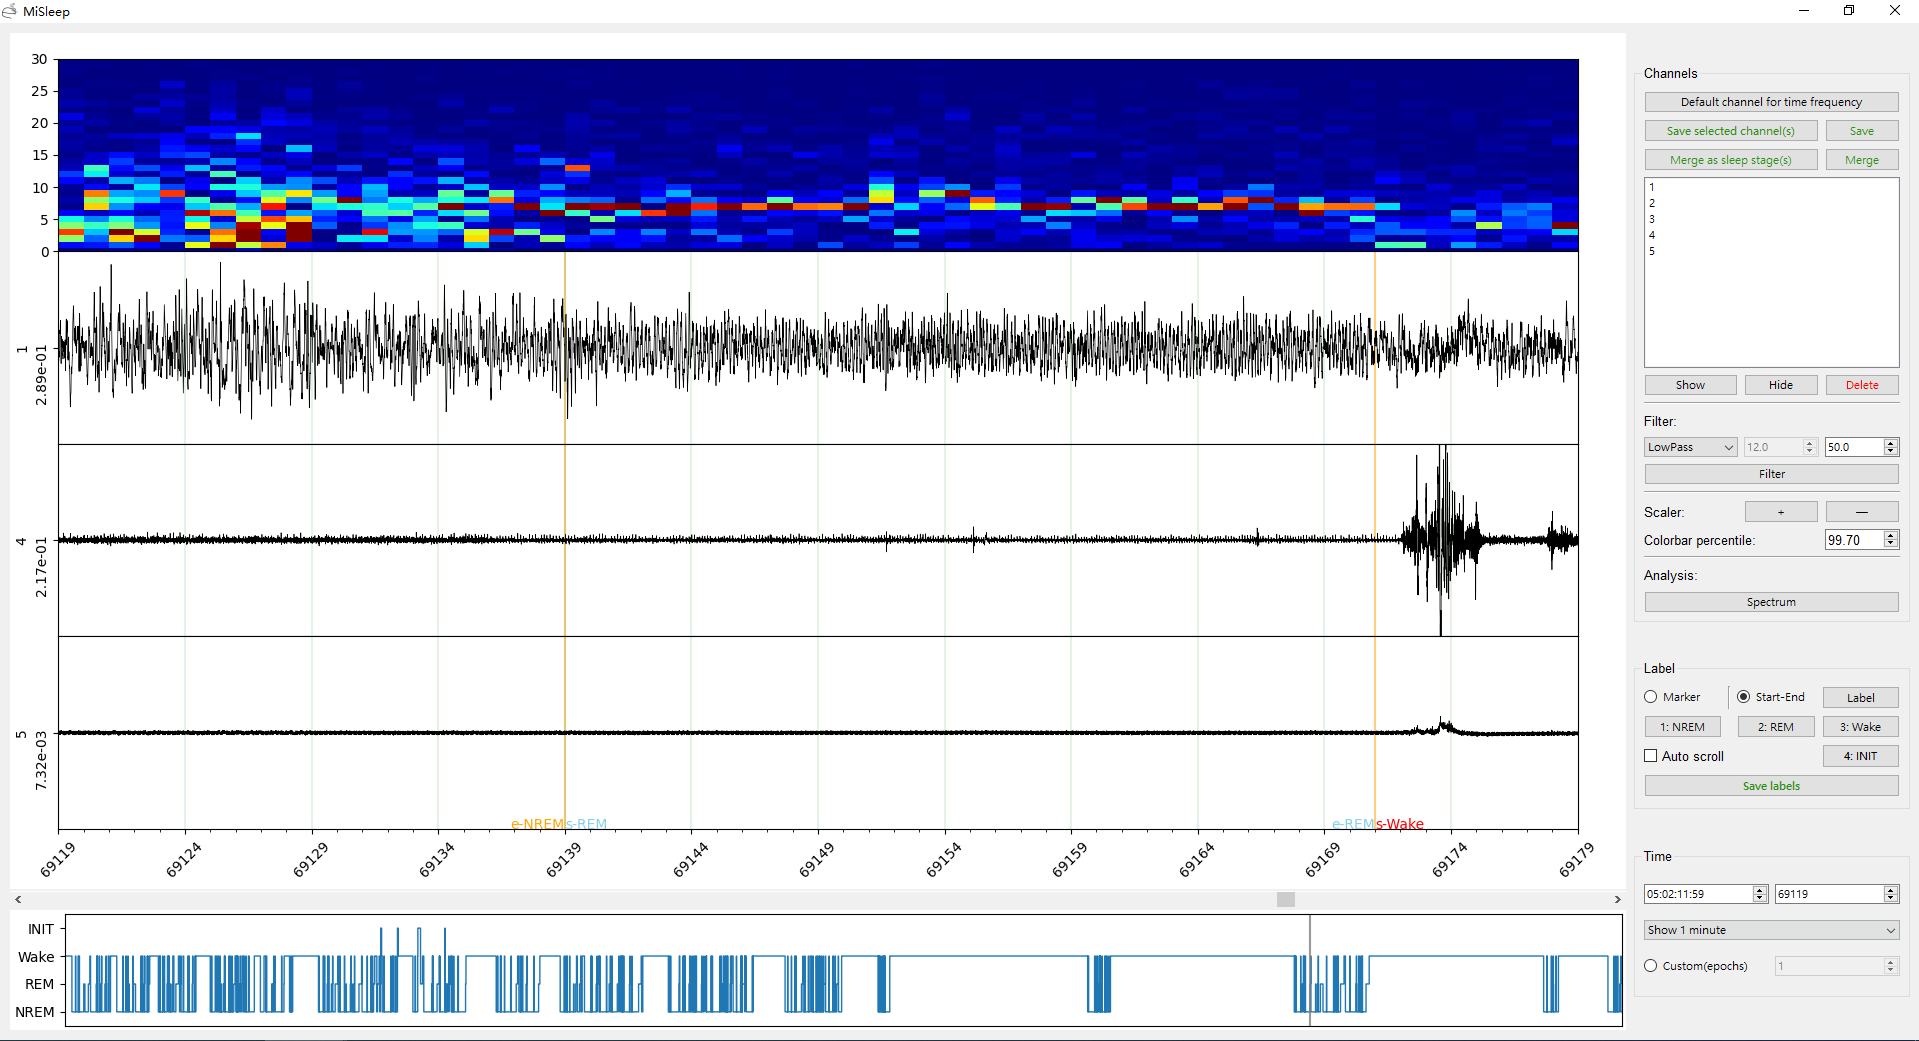 MiSleep
30
25
20
15
10
5
0
1
2.89e-01
4
2.17e-01
5
7.32e-03
e-NREM s-REM e-REM s-Wake
69119 69124 69129 69134 69139 69144 69149 69154 69159 69164 69169 69174 69179
INIT
Wake
REM
NREM
Channels
Default channel for time frequency
Save selected channel(s) Save
Merge as sleep stage(s) Merge
1
2
3
4
5
Show Hide Delete
Filter:
LowPass 12.0 50.0
Filter
Scaler: + —
Colorbar percentile: 99.70
Analysis:
Spectrum
Label
Marker Start-End Label
1: NREM 2: REM 3: Wake
Auto scroll 4: INIT
Save labels
Time
05:02:11:59 69119
Show 1 minute
Custom(epochs) 1